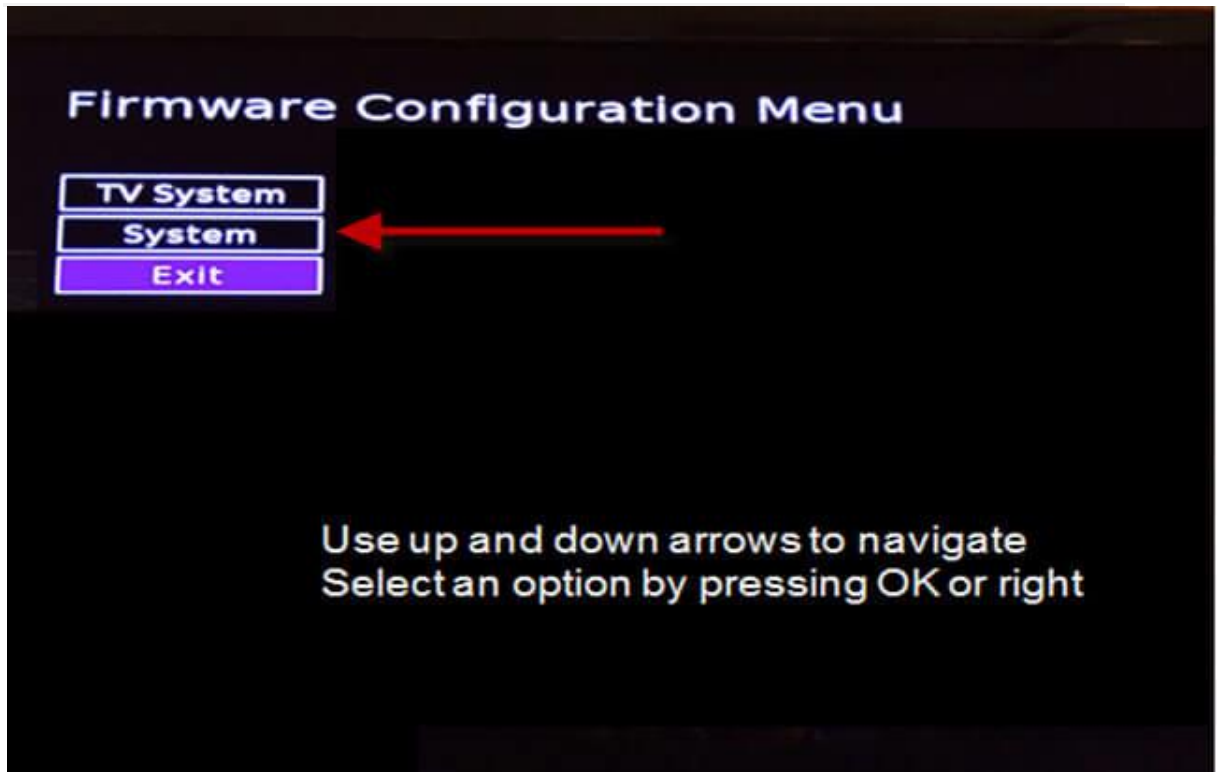 Firmware Configuration Menu
TV System
System
Exit
Use up and down arrows to navigate
Select an option by pressing OK or right